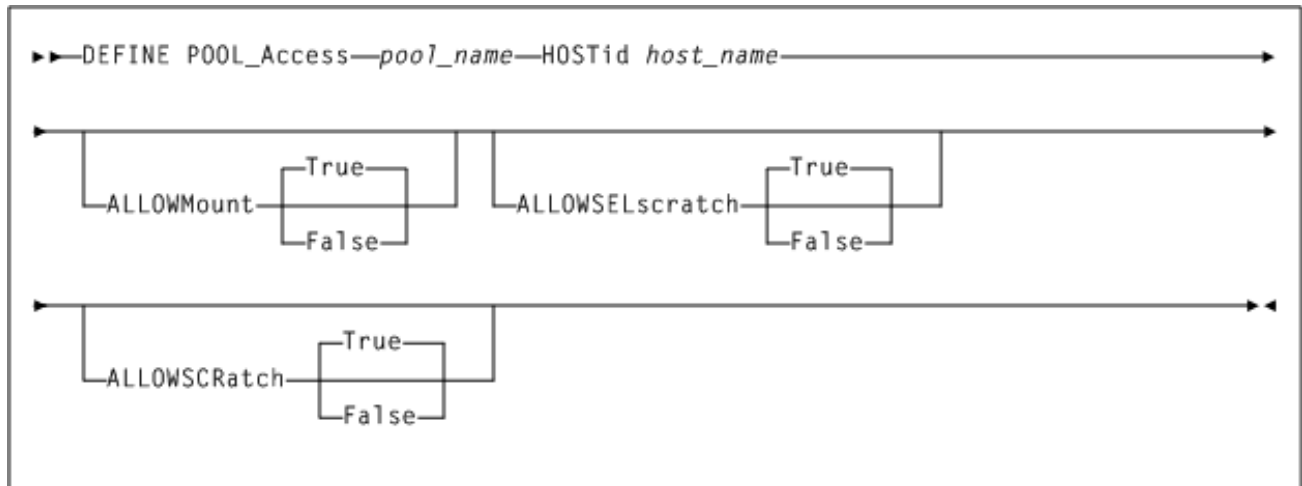 DEFINE POOL_Access pool_name HOSTid host_name
True True
ALLOWMount ALLOWSELscratch
False False
True
ALLOWSCRatch
False